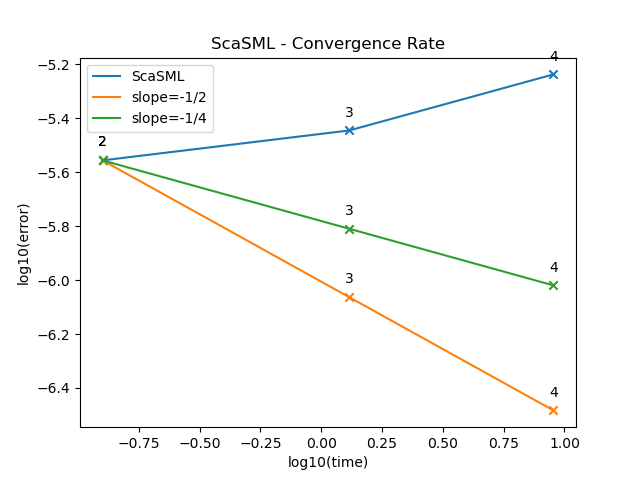 ScaSML - Convergence Rate
4
−5.2
ScaSML
slope=-1/2
slope=-1/4
3
−5.4
2
−5.6
3
−5.8
4
−6.0
3
−6.2
4
−6.4
log10(error)
−0.75 −0.50 −0.25 0.00 0.25 0.50 0.75 1.00
log10(time)